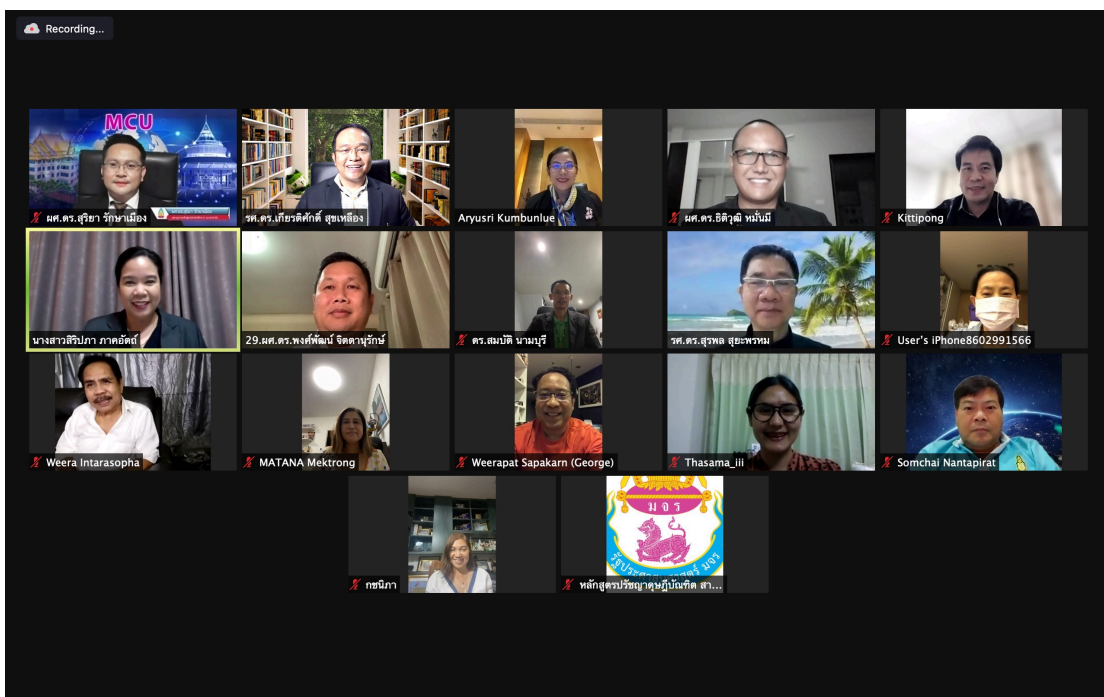 Recording...
MCU
ผศ.ดร.สุริยา รักษาเมือง
รศ.ดร.เกียรติศักดิ์ สุขเหลือง
Aryusri Kumbunlue
ผศ.ดร.ธิติวุฒิ หมั่นมี
Kittipong
นางสาวสิริปภา ภาคอัตถ์
29.ผศ.ดร.พงศ์พัฒน์ จิตตานุรักษ์
ดร.สมบัติ นามบุรี
รศ.ดร.สุรพล สุยะพรหม
User's iPhone8602991566
Weera Intarasopha
MATANA Mektrong
Weerapat Sapakarn (George)
Thasama_iii
Somchai Nantapirat
กชนิภา
ม จ ร
หลักสูตรปรัชญาดุษฎีบัณฑิต สา...